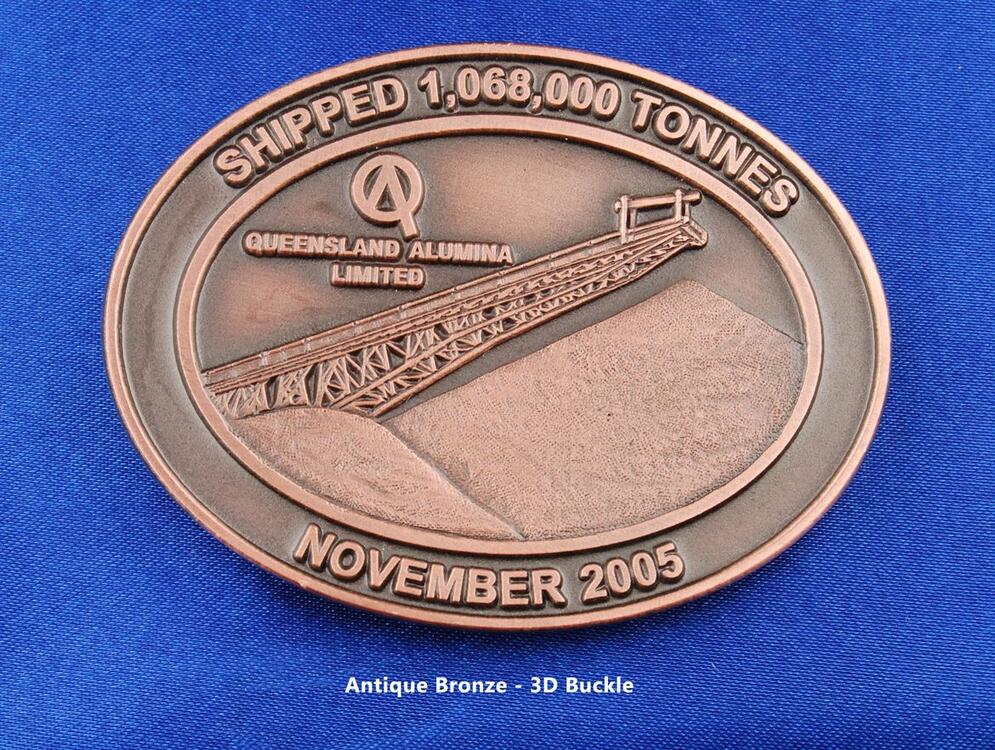 SHIPPED 1,068,000 TONNES
QUEENSLAND ALUMINA
LIMITED
NOVEMBER 2005
Antique Bronze - 3D Buckle